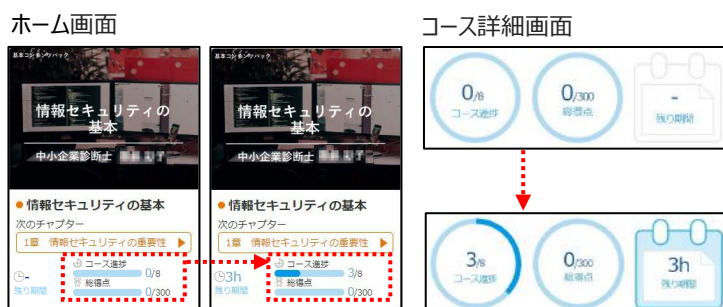 ホーム画面
コース詳細画面
基本コンテンツパック
情報セキュリティの
基本
中小企業診断士
情報セキュリティの基本
次のチャプター
1章 情報セキュリティの重要性
-
残り期間
コース進捗
0/8
総得点
0/300
基本コンテンツパック
情報セキュリティの
基本
中小企業診断士
情報セキュリティの基本
次のチャプター
1章 情報セキュリティの重要性
3h
残り期間
コース進捗
3/8
総得点
0/300
0/8
コース進捗
0/300
総得点
-
残り期間
3/8
コース進捗
0/300
総得点
3h
残り期間